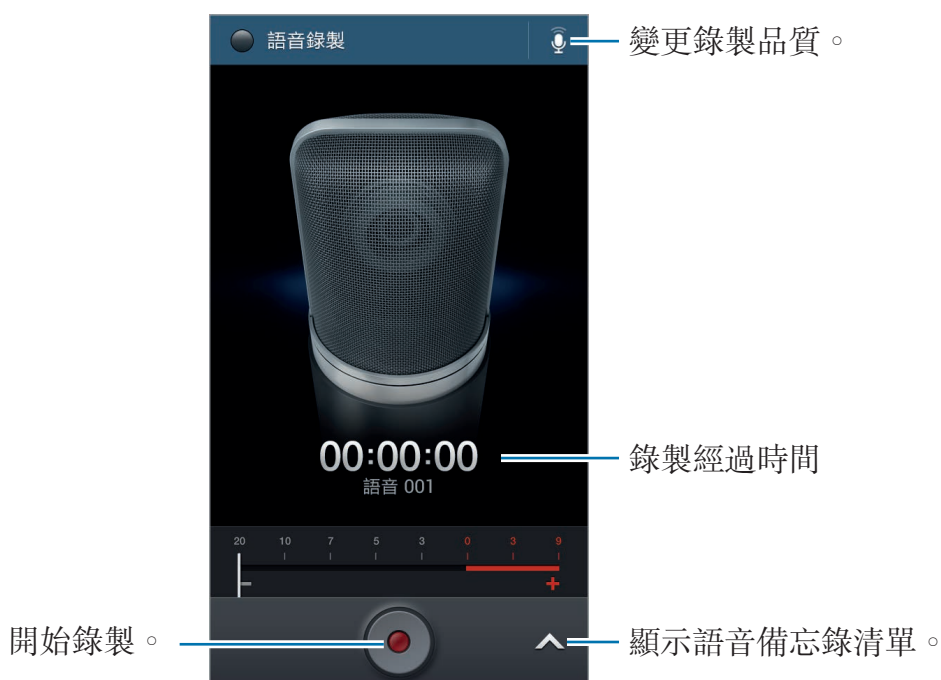 語音錄製
變更錄製品質。
00:00:00
錄製經過時間
語音 001
20 10 7 5 3 0 3 9
− +
開始錄製。
顯示語音備忘錄清單。